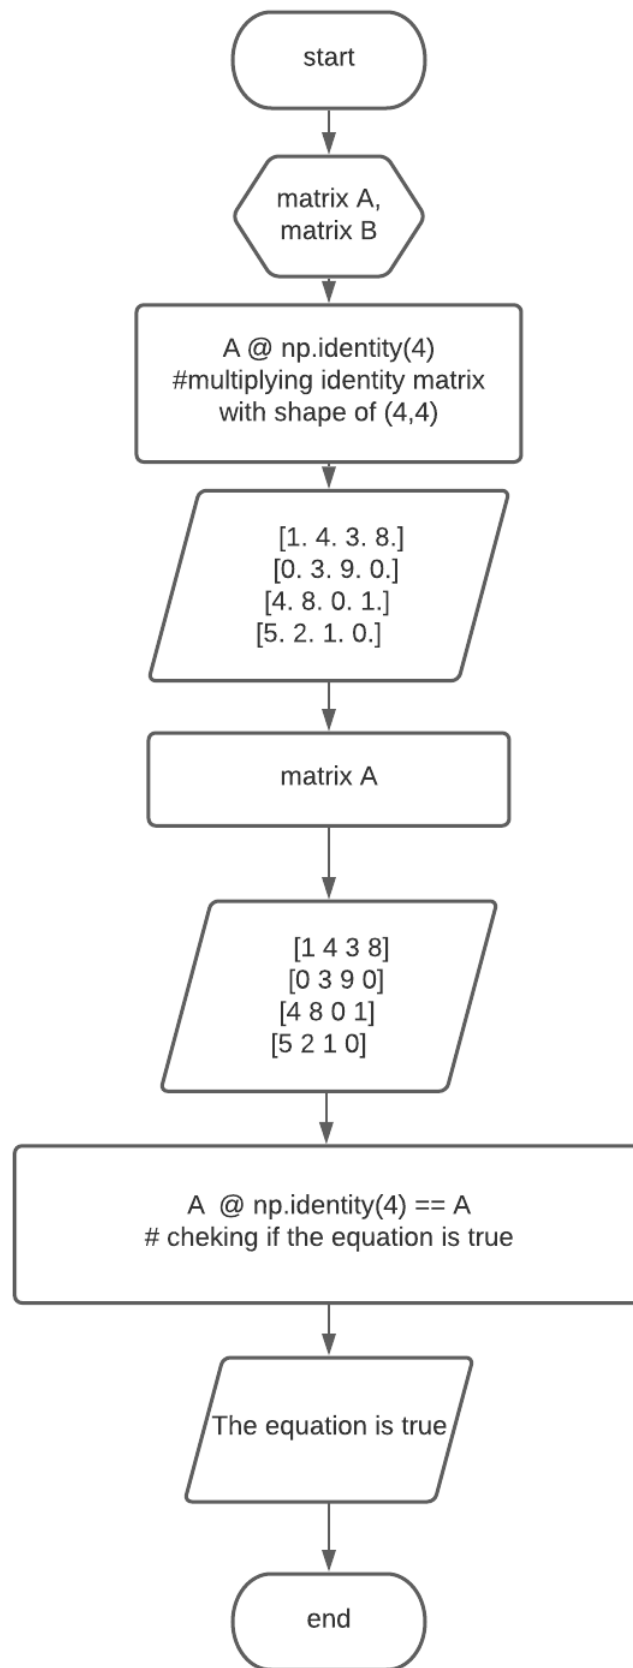 start
matrix A,
matrix B
A @ np.identity(4)
#multiplying identity matrix
with shape of (4,4)
[1. 4. 3. 8.]
[0. 3. 9. 0.]
[4. 8. 0. 1.]
[5. 2. 1. 0.]
matrix A
[1 4 3 8]
[0 3 9 0]
[4 8 0 1]
[5 2 1 0]
A @ np.identity(4) == A
# cheking if the equation is true
The equation is true
end